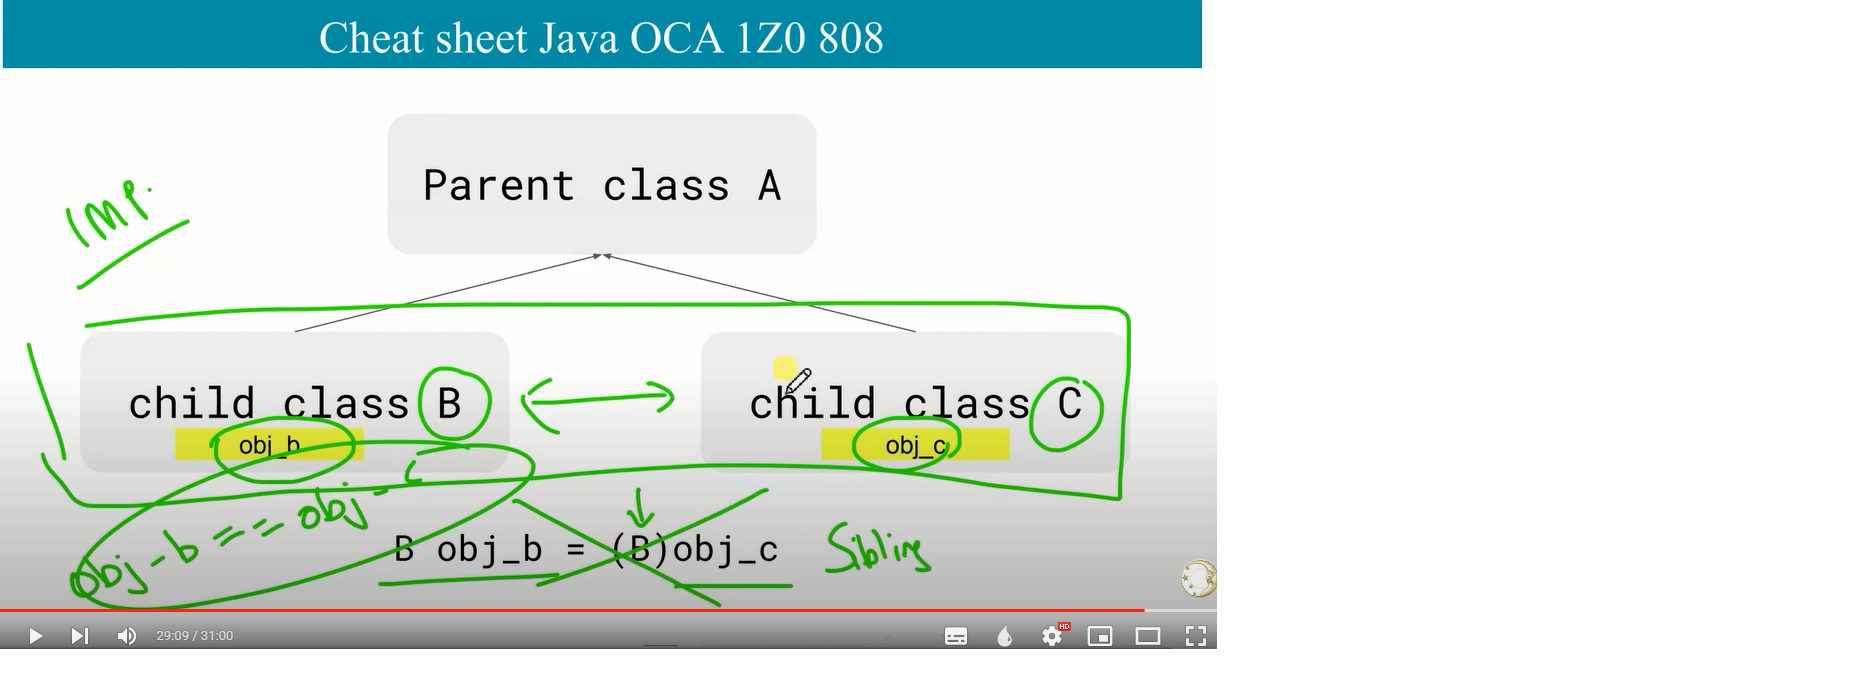 Cheat sheet Java OCA 1Z0 808
Parent class A
IMP.
child class B
child class C
obj_b
obj_c
obj-b == obj-c
B obj_b = (B)obj_c
Sibling
29:09 / 31:00
HD